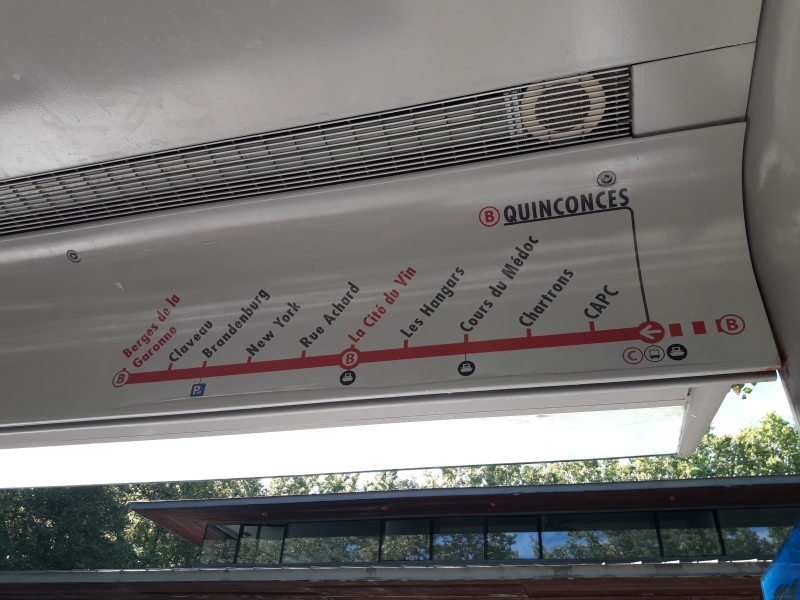 B QUINCONCES
Berges de la
Garonne
Claveau
Brandenburg
New York
Rue Achard
La Cité du Vin
Les Hangars
Cours du Médoc
Chartrons
CAPC
B
B
B
P
C